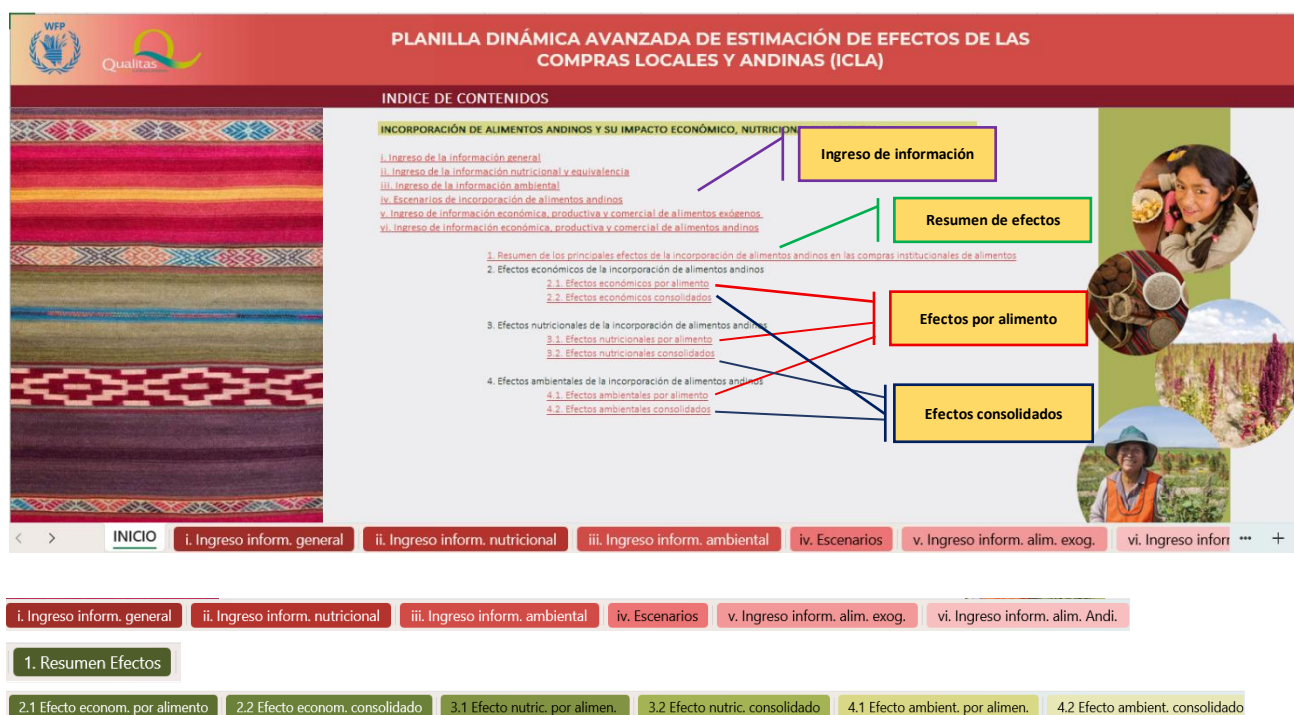 WFP
Qualitas
PLANILLA DINÁMICA AVANZADA DE ESTIMACIÓN DE EFECTOS DE LAS
COMPRAS LOCALES Y ANDINAS (ICLA)
INDICE DE CONTENIDOS
INCORPORACIÓN DE ALIMENTOS ANDINOS Y SU IMPACTO ECONÓMICO, NUTRICION
Ingreso de información
i. Ingreso de la información general
ii. Ingreso de la información nutricional y equivalencia
iii. Ingreso de la información ambiental
iv. Escenarios de incorporación de alimentos andinos
v. Ingreso de información económica, productiva y comercial de alimentos exógenos
vi. Ingreso de información económica, productiva y comercial de alimentos andinos
Resumen de efectos
1. Resumen de los principales efectos de la incorporación de alimentos andinos en las compras institucionales de alimentos
2. Efectos económicos de la incorporación de alimentos andinos
2.1. Efectos económicos por alimento
2.2. Efectos económicos consolidados
Efectos por alimento
3. Efectos nutricionales de la incorporación de alimentos andinos
3.1. Efectos nutricionales por alimento
3.2. Efectos nutricionales consolidados
4. Efectos ambientales de la incorporación de alimentos andinos
4.1. Efectos ambientales por alimento
4.2. Efectos ambientales consolidados
Efectos consolidados
INICIO i. Ingreso inform. general ii. Ingreso inform. nutricional iii. Ingreso inform. ambiental iv. Escenarios v. Ingreso inform. alim. exog. vi. Ingreso inforr ... +
i. Ingreso inform. general ii. Ingreso inform. nutricional iii. Ingreso inform. ambiental iv. Escenarios v. Ingreso inform. alim. exog. vi. Ingreso inform. alim. Andi.
1. Resumen Efectos
2.1 Efecto econom. por alimento 2.2 Efecto econom. consolidado 3.1 Efecto nutric. por alimen. 3.2 Efecto nutric. consolidado 4.1 Efecto ambient. por alimen. 4.2 Efecto ambient. consolidado